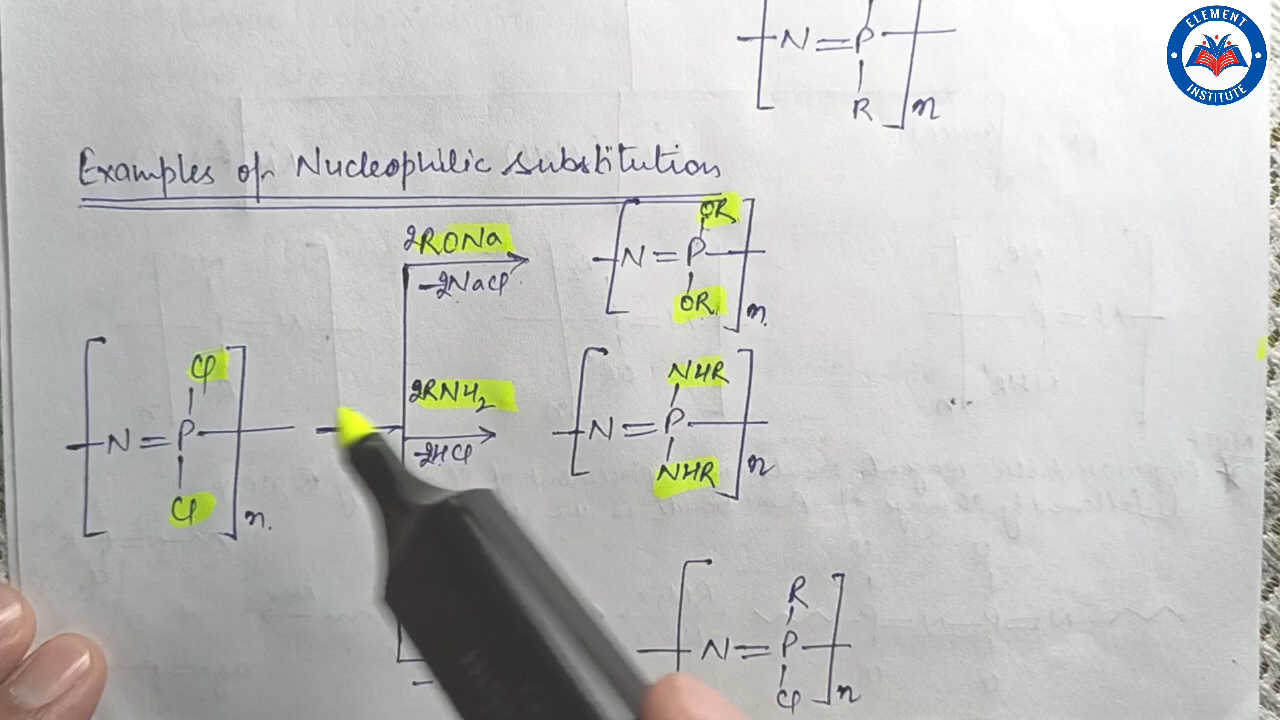 N=P
R
n
ELEMENT
INSTITUTE
Examples of Nucleophilic substitution
2RONa
-2NaCl
OR
N=P
OR
n
Cl
N=P
Cl
n
2RNH2
-2HCl
NHR
N=P
NHR
n
R
N=P
Cl
n